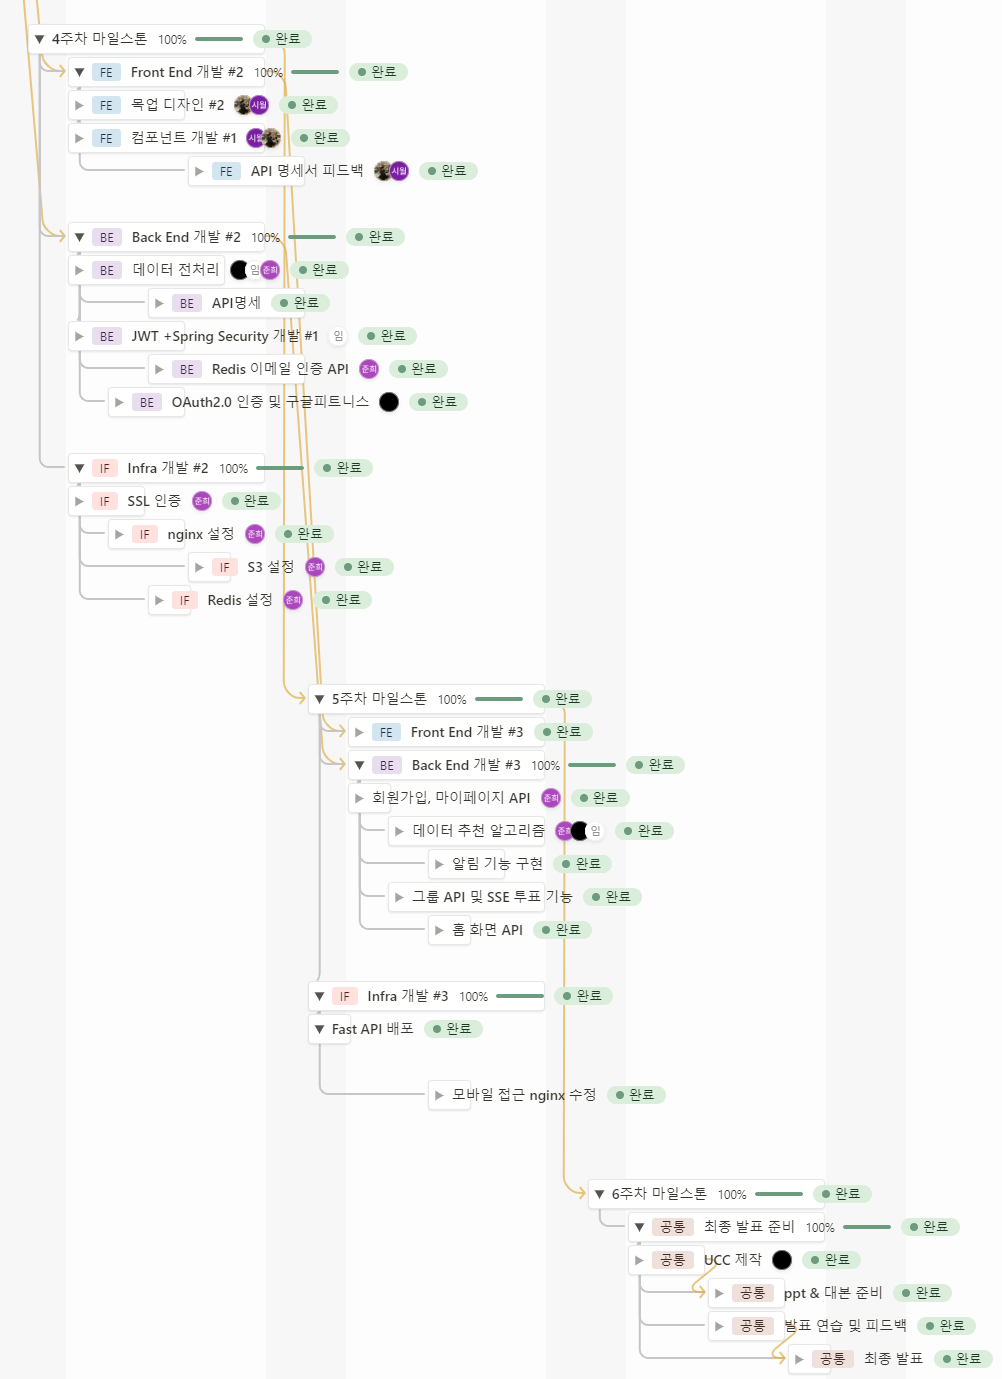 4주차 마일스톤 100% 완료
FE Front End 개발 #2 100% 완료
FE 목업 디자인 #2 시월 완료
FE 컴포넌트 개발 #1 시월 완료
FE API 명세서 피드백 시월 완료
BE Back End 개발 #2 100% 완료
BE 데이터 전처리 임 준희 완료
BE API명세 완료
BE JWT +Spring Security 개발 #1 임 완료
BE Redis 이메일 인증 API 준희 완료
BE OAuth2.0 인증 및 구글피트니스 완료
IF Infra 개발 #2 100% 완료
IF SSL 인증 준희 완료
IF nginx 설정 준희 완료
IF S3 설정 준희 완료
IF Redis 설정 준희 완료
5주차 마일스톤 100% 완료
FE Front End 개발 #3 완료
BE Back End 개발 #3 100% 완료
회원가입, 마이페이지 API 준희 완료
데이터 추천 알고리즘 준희 임 완료
알림 기능 구현 완료
그룹 API 및 SSE 투표 기능 완료
홈 화면 API 완료
IF Infra 개발 #3 100% 완료
Fast API 배포 완료
모바일 접근 nginx 수정 완료
6주차 마일스톤 100% 완료
공통 최종 발표 준비 100% 완료
공통 UCC 제작 완료
공통 ppt & 대본 준비 완료
공통 발표 연습 및 피드백 완료
공통 최종 발표 완료